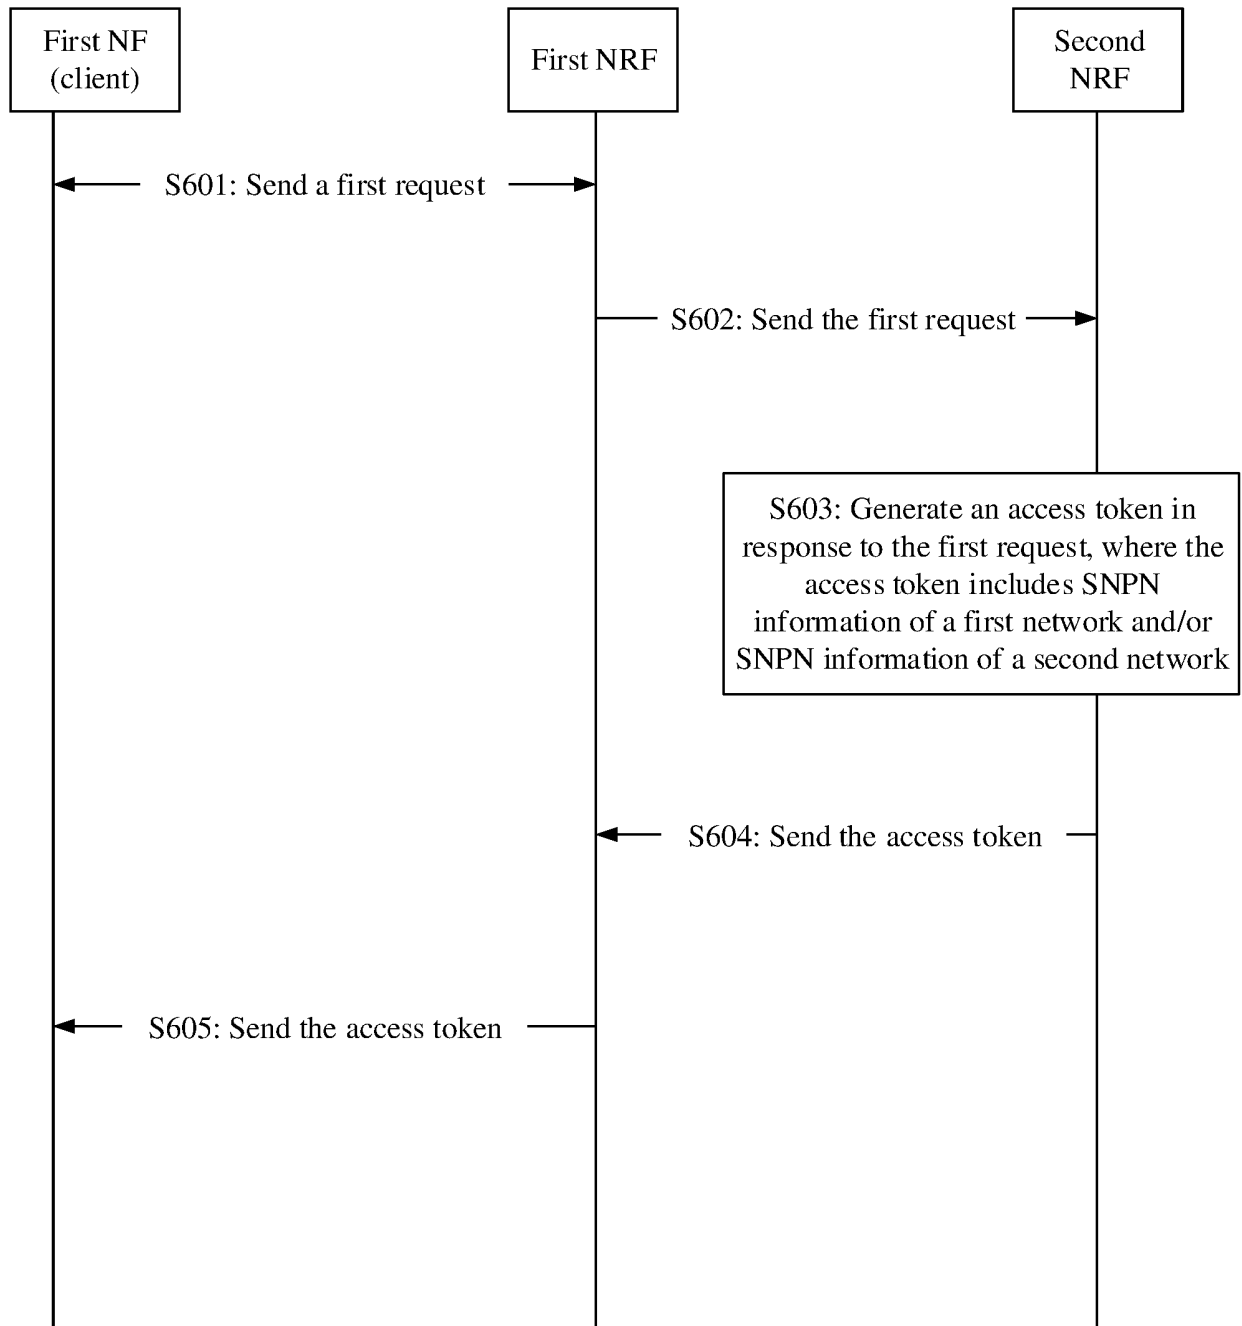 First NF
(client)
First NRF
Second
NRF
S601: Send a first request
S602: Send the first request
S603: Generate an access token in
response to the first request, where the
access token includes SNPN
information of a first network and/or
SNPN information of a second network
S604: Send the access token
S605: Send the access token